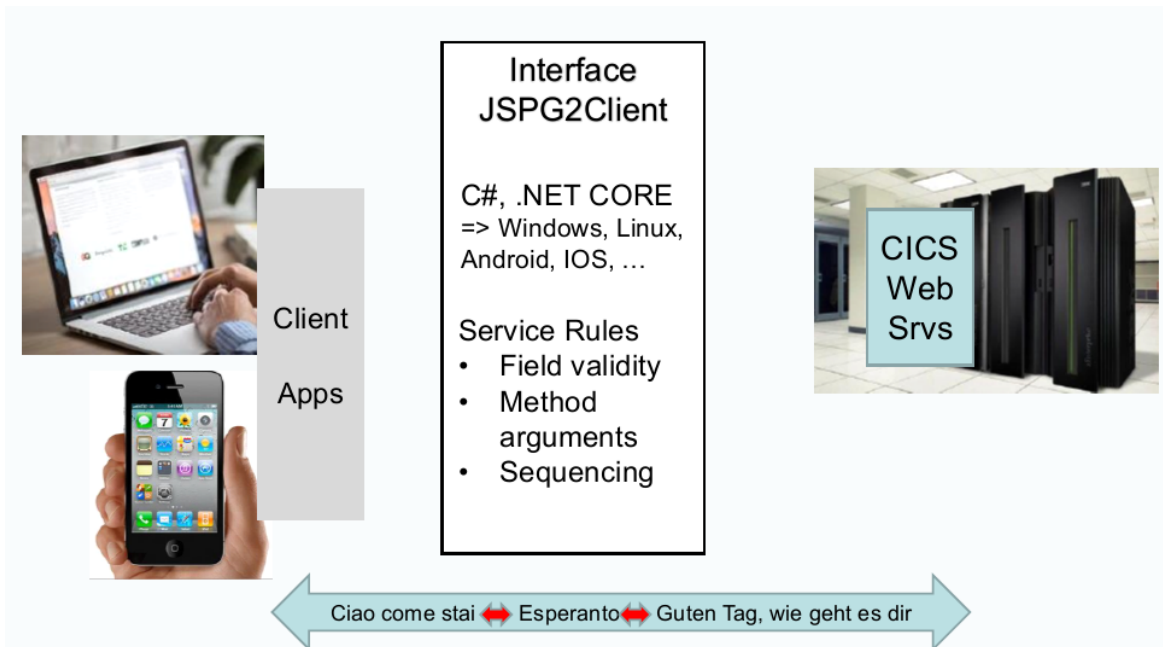 Interface
JSPG2Client
C#, .NET CORE
=> Windows, Linux,
Android, IOS, …
Service Rules
• Field validity
• Method
arguments
• Sequencing
Client
Apps
CICS
Web
Srvs
Ciao come stai Esperanto Guten Tag, wie geht es dir